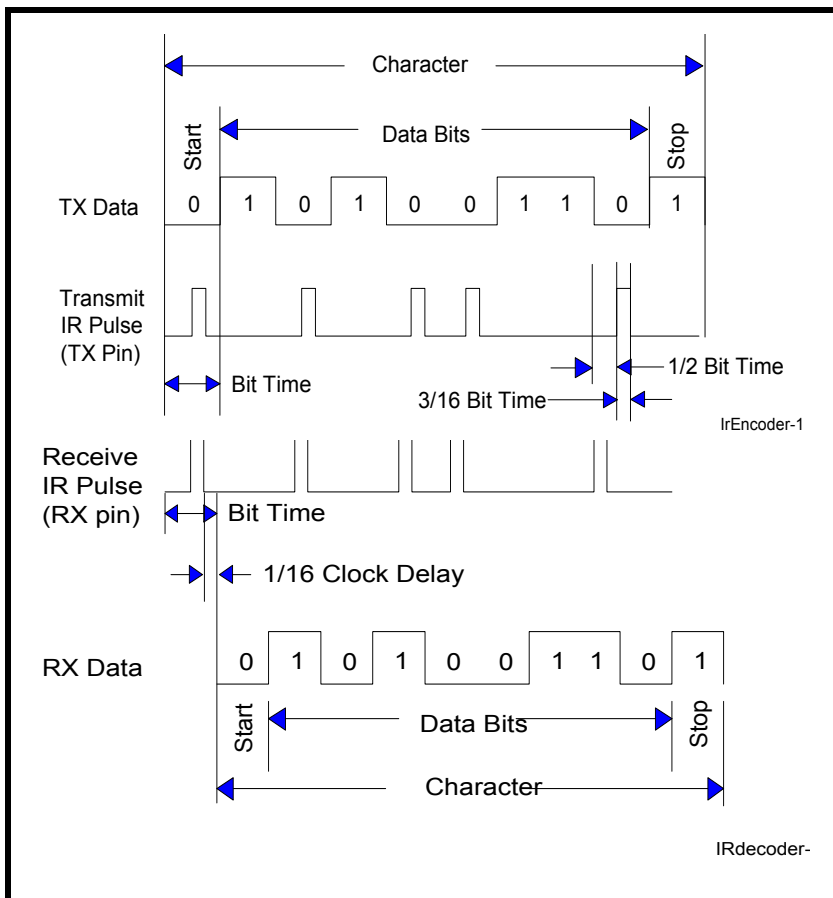 Character
Start
Data Bits
Stop
TX Data
0 1 0 1 0 0 1 1 0 1
Transmit
IR Pulse
(TX Pin)
Bit Time
1/2 Bit Time
3/16 Bit Time
IrEncoder-1
Receive
IR Pulse
(RX pin)
Bit Time
1/16 Clock Delay
RX Data
0 1 0 1 0 0 1 1 0 1
Start
Data Bits
Stop
Character
IRdecoder-